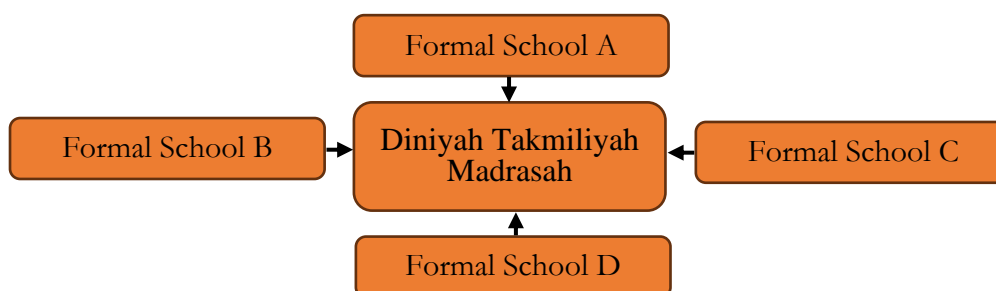 Formal School A
Formal School B
Diniyah Takmiliyah
Madrasah
Formal School C
Formal School D